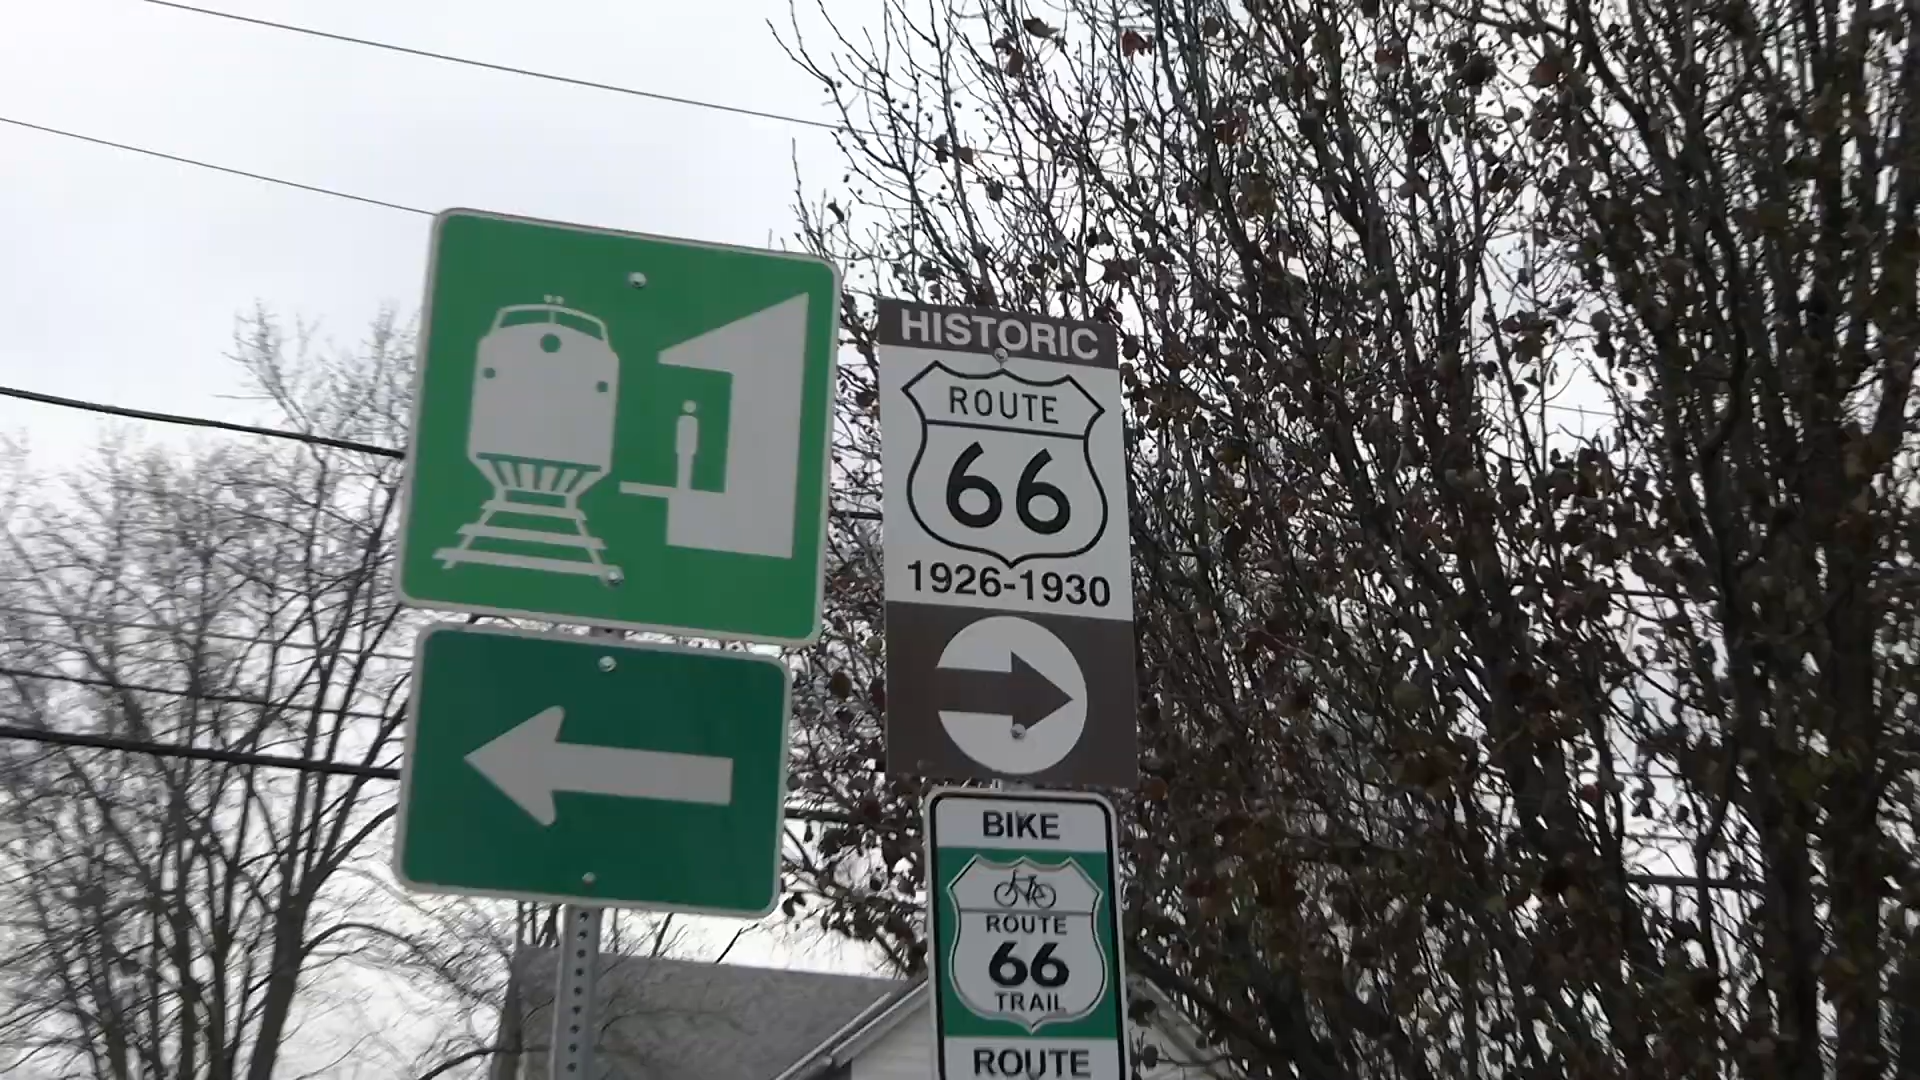 HISTORIC
ROUTE
66
1926-1930
BIKE
ROUTE
66
TRAIL
ROUTE